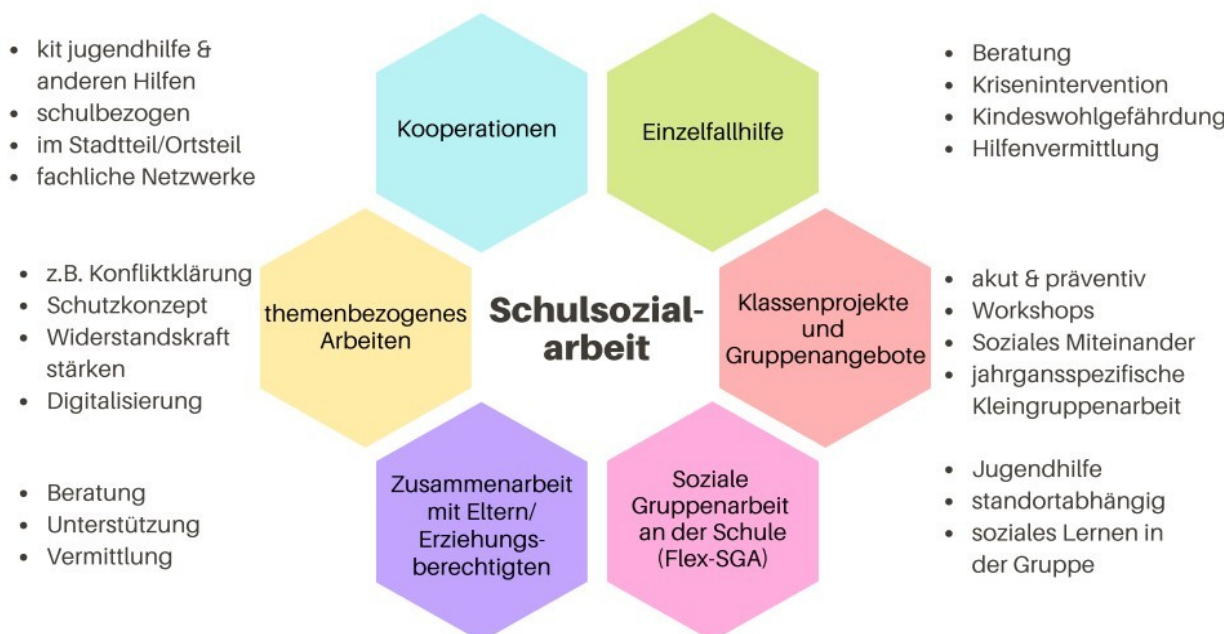 • kit jugendhilfe &
anderen Hilfen
• schulbezogen
• im Stadtteil/Ortsteil
• fachliche Netzwerke
Kooperationen
Einzelfallhilfe
• Beratung
• Krisenintervention
• Kindeswohlgefährdung
• Hilfenvermittlung
• z.B. Konfliktklärung
• Schutzkonzept
• Widerstandskraft
stärken
• Digitalisierung
themenbezogenes
Arbeiten
Schulsozial-
arbeit
Klassenprojekte
und
Gruppenangebote
• akut & präventiv
• Workshops
• Soziales Miteinander
• jahrgansspezifische
Kleingruppenarbeit
• Beratung
• Unterstützung
• Vermittlung
Zusammenarbeit
mit Eltern/
Erziehungs-
berechtigten
Soziale
Gruppenarbeit
an der Schule
(Flex-SGA)
• Jugendhilfe
• standortabhängig
• soziales Lernen in
der Gruppe